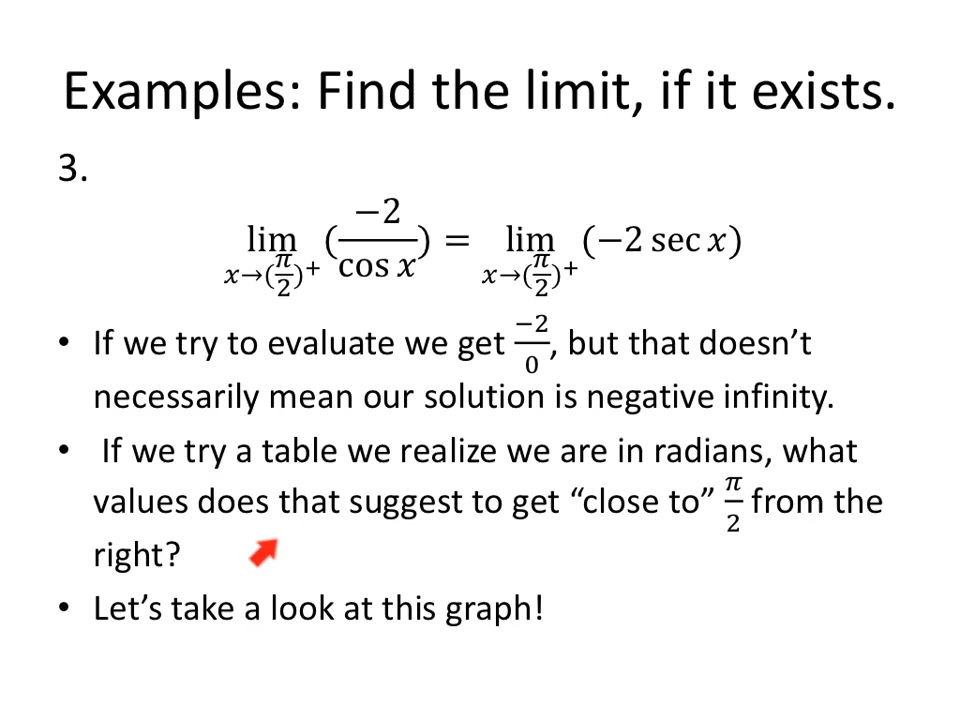 Examples: Find the limit, if it exists.
3.
lim x→(π/2)⁺ (−2/cos x) = lim x→(π/2)⁺ (−2 sec x)
• If we try to evaluate we get −2/0, but that doesn’t
necessarily mean our solution is negative infinity.
• If we try a table we realize we are in radians, what
values does that suggest to get “close to” π/2 from the
right?
• Let’s take a look at this graph!